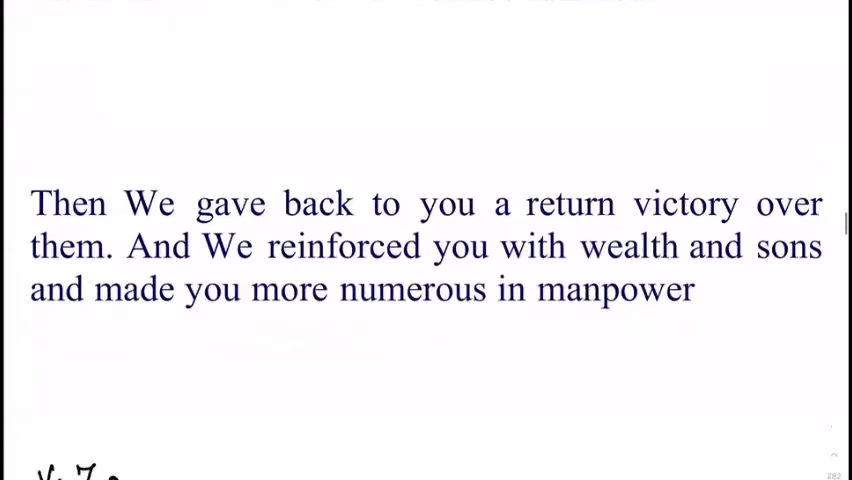 Then We gave back to you a return victory over
them. And We reinforced you with wealth and sons
and made you more numerous in manpower
282